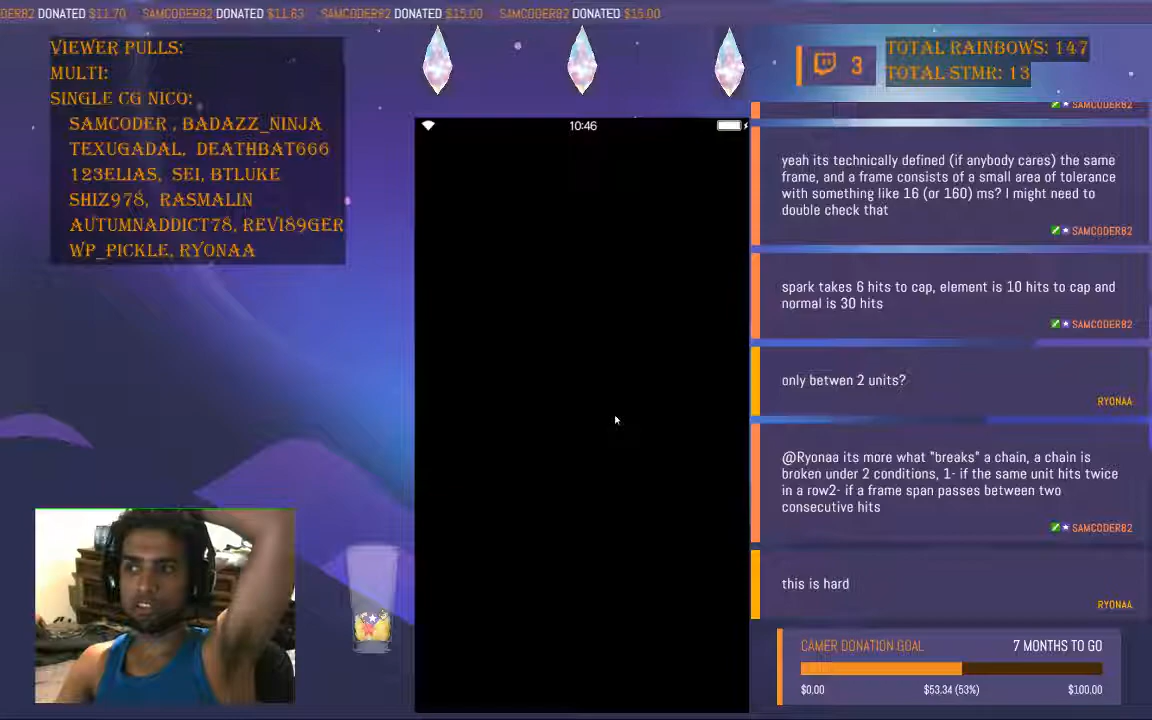 ER82 DONATED $11.70 SAMCODER82 DONATED $11.63 SAMCODER82 DONATED $15.00 SAMCODER82 DONATED $15.00
VIEWER PULLS:
MULTI:
SINGLE CG NICO:
SAMCODER , BADAZZ_NINJA
TEXUGADAL, DEATHBAT666
123ELIAS, SEI, BTLUKE
SHIZ978, RASMALIN
AUTUMNADDICT78, REVI89GER
WP_PICKLE, RYONAA
10:46
3
TOTAL RAINBOWS: 147
TOTAL 5TMR: 13
SAMCODER82
yeah its technically defined (if anybody cares) the same
frame, and a frame consists of a small area of tolerance
with something like 16 (or 160) ms? I might need to
double check that
SAMCODER82
spark takes 6 hits to cap, element is 10 hits to cap and
normal is 30 hits
SAMCODER82
only betwen 2 units?
RYONAA
@Ryonaa its more what "breaks" a chain, a chain is
broken under 2 conditions, 1- if the same unit hits twice
in a row2- if a frame span passes between two
consecutive hits
SAMCODER82
this is hard
RYONAA
CAMER DONATION GOAL 7 MONTHS TO GO
$0.00 $53.34 (53%) $100.00